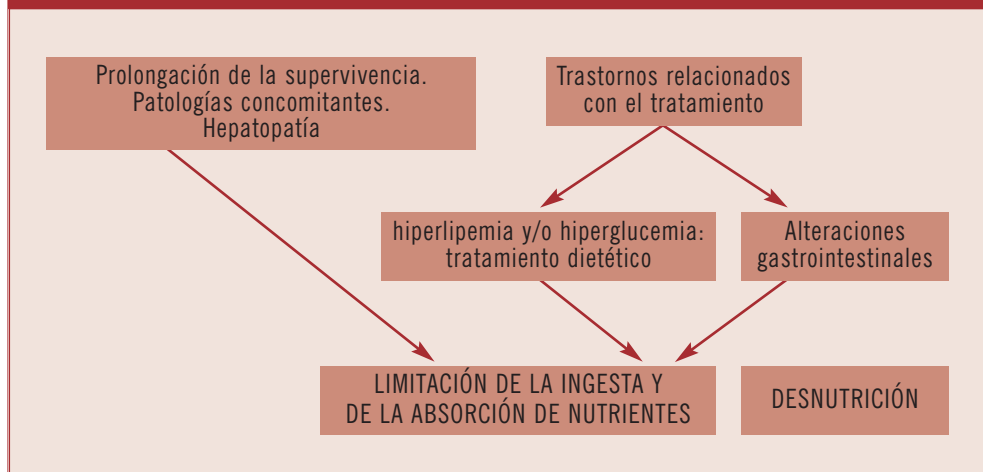 Prolongación de la supervivencia.
Patologías concomitantes.
Hepatopatía
Trastornos relacionados
con el tratamiento
hiperlipemia y/o hiperglucemia:
tratamiento dietético
Alteraciones
gastrointestinales
LIMITACIÓN DE LA INGESTA Y
DE LA ABSORCIÓN DE NUTRIENTES
DESNUTRICIÓN